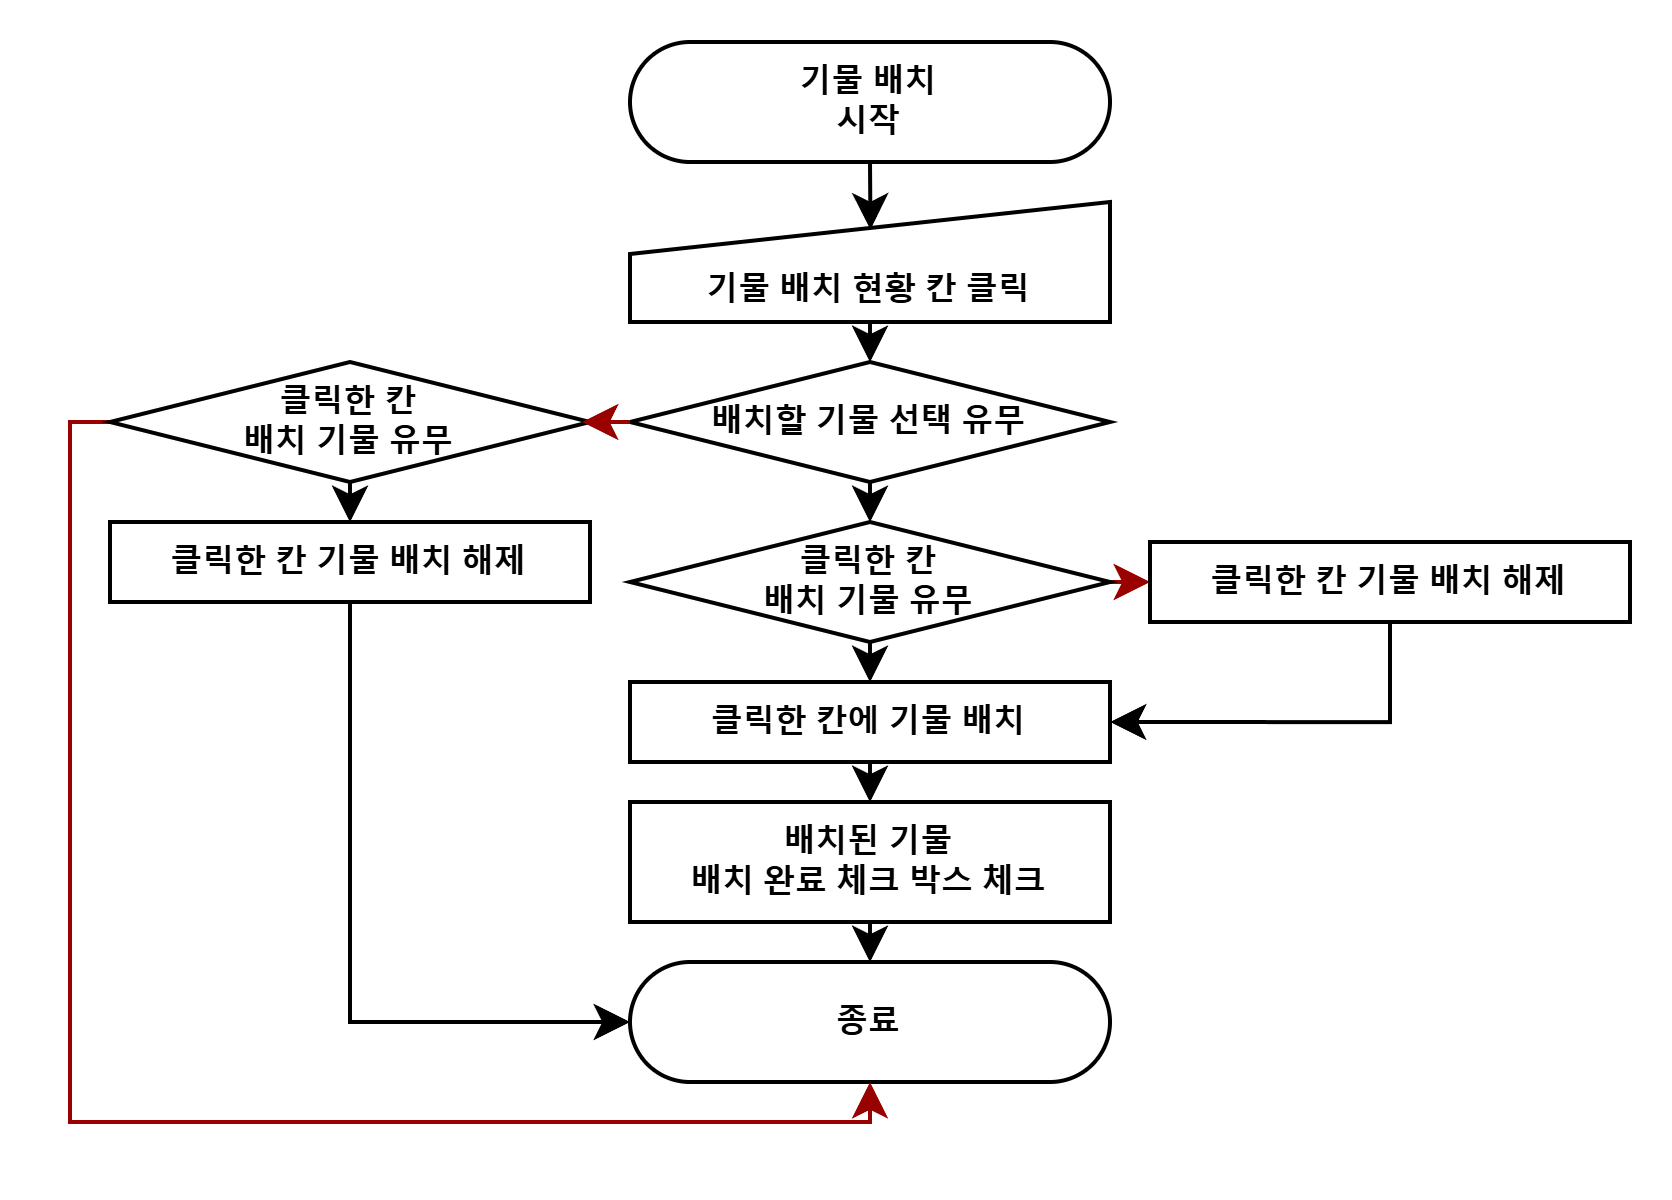 기물 배치
시작
기물 배치 현황 칸 클릭
클릭한 칸
배치 기물 유무
배치할 기물 선택 유무
클릭한 칸 기물 배치 해제
클릭한 칸
배치 기물 유무
클릭한 칸 기물 배치 해제
클릭한 칸에 기물 배치
배치된 기물
배치 완료 체크 박스 체크
종료